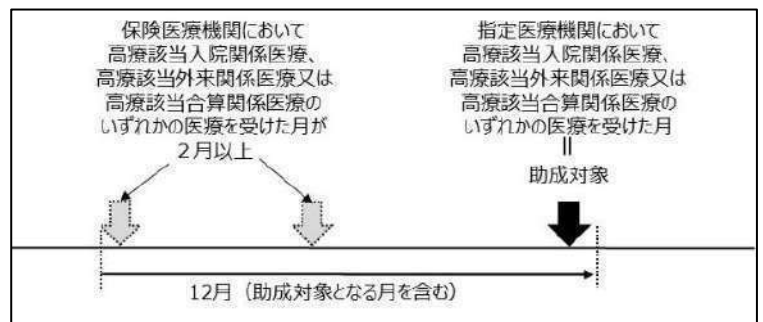 保険医療機関において
高療該当入院関係医療、
高療該当外来関係医療又は
高療該当合算関係医療の
いずれかの医療を受けた月が
２月以上
指定医療機関において
高療該当入院関係医療、
高療該当外来関係医療又は
高療該当合算関係医療の
いずれかの医療を受けた月
||
助成対象
12月（助成対象となる月を含む）